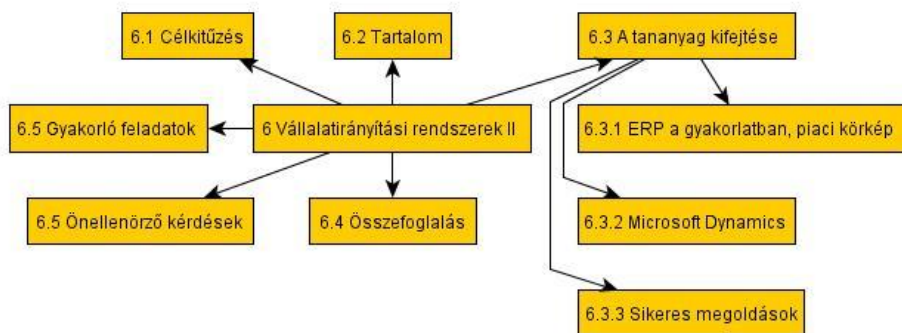 6.1 Célkitűzés
6.2 Tartalom
6.3 A tananyag kifejtése
6.5 Gyakorló feladatok
6 Vállalatirányítási rendszerek II
6.3.1 ERP a gyakorlatban, piaci körkép
6.5 Önellenörző kérdések
6.4 Összefoglalás
6.3.2 Microsoft Dynamics
6.3.3 Sikeres megoldások